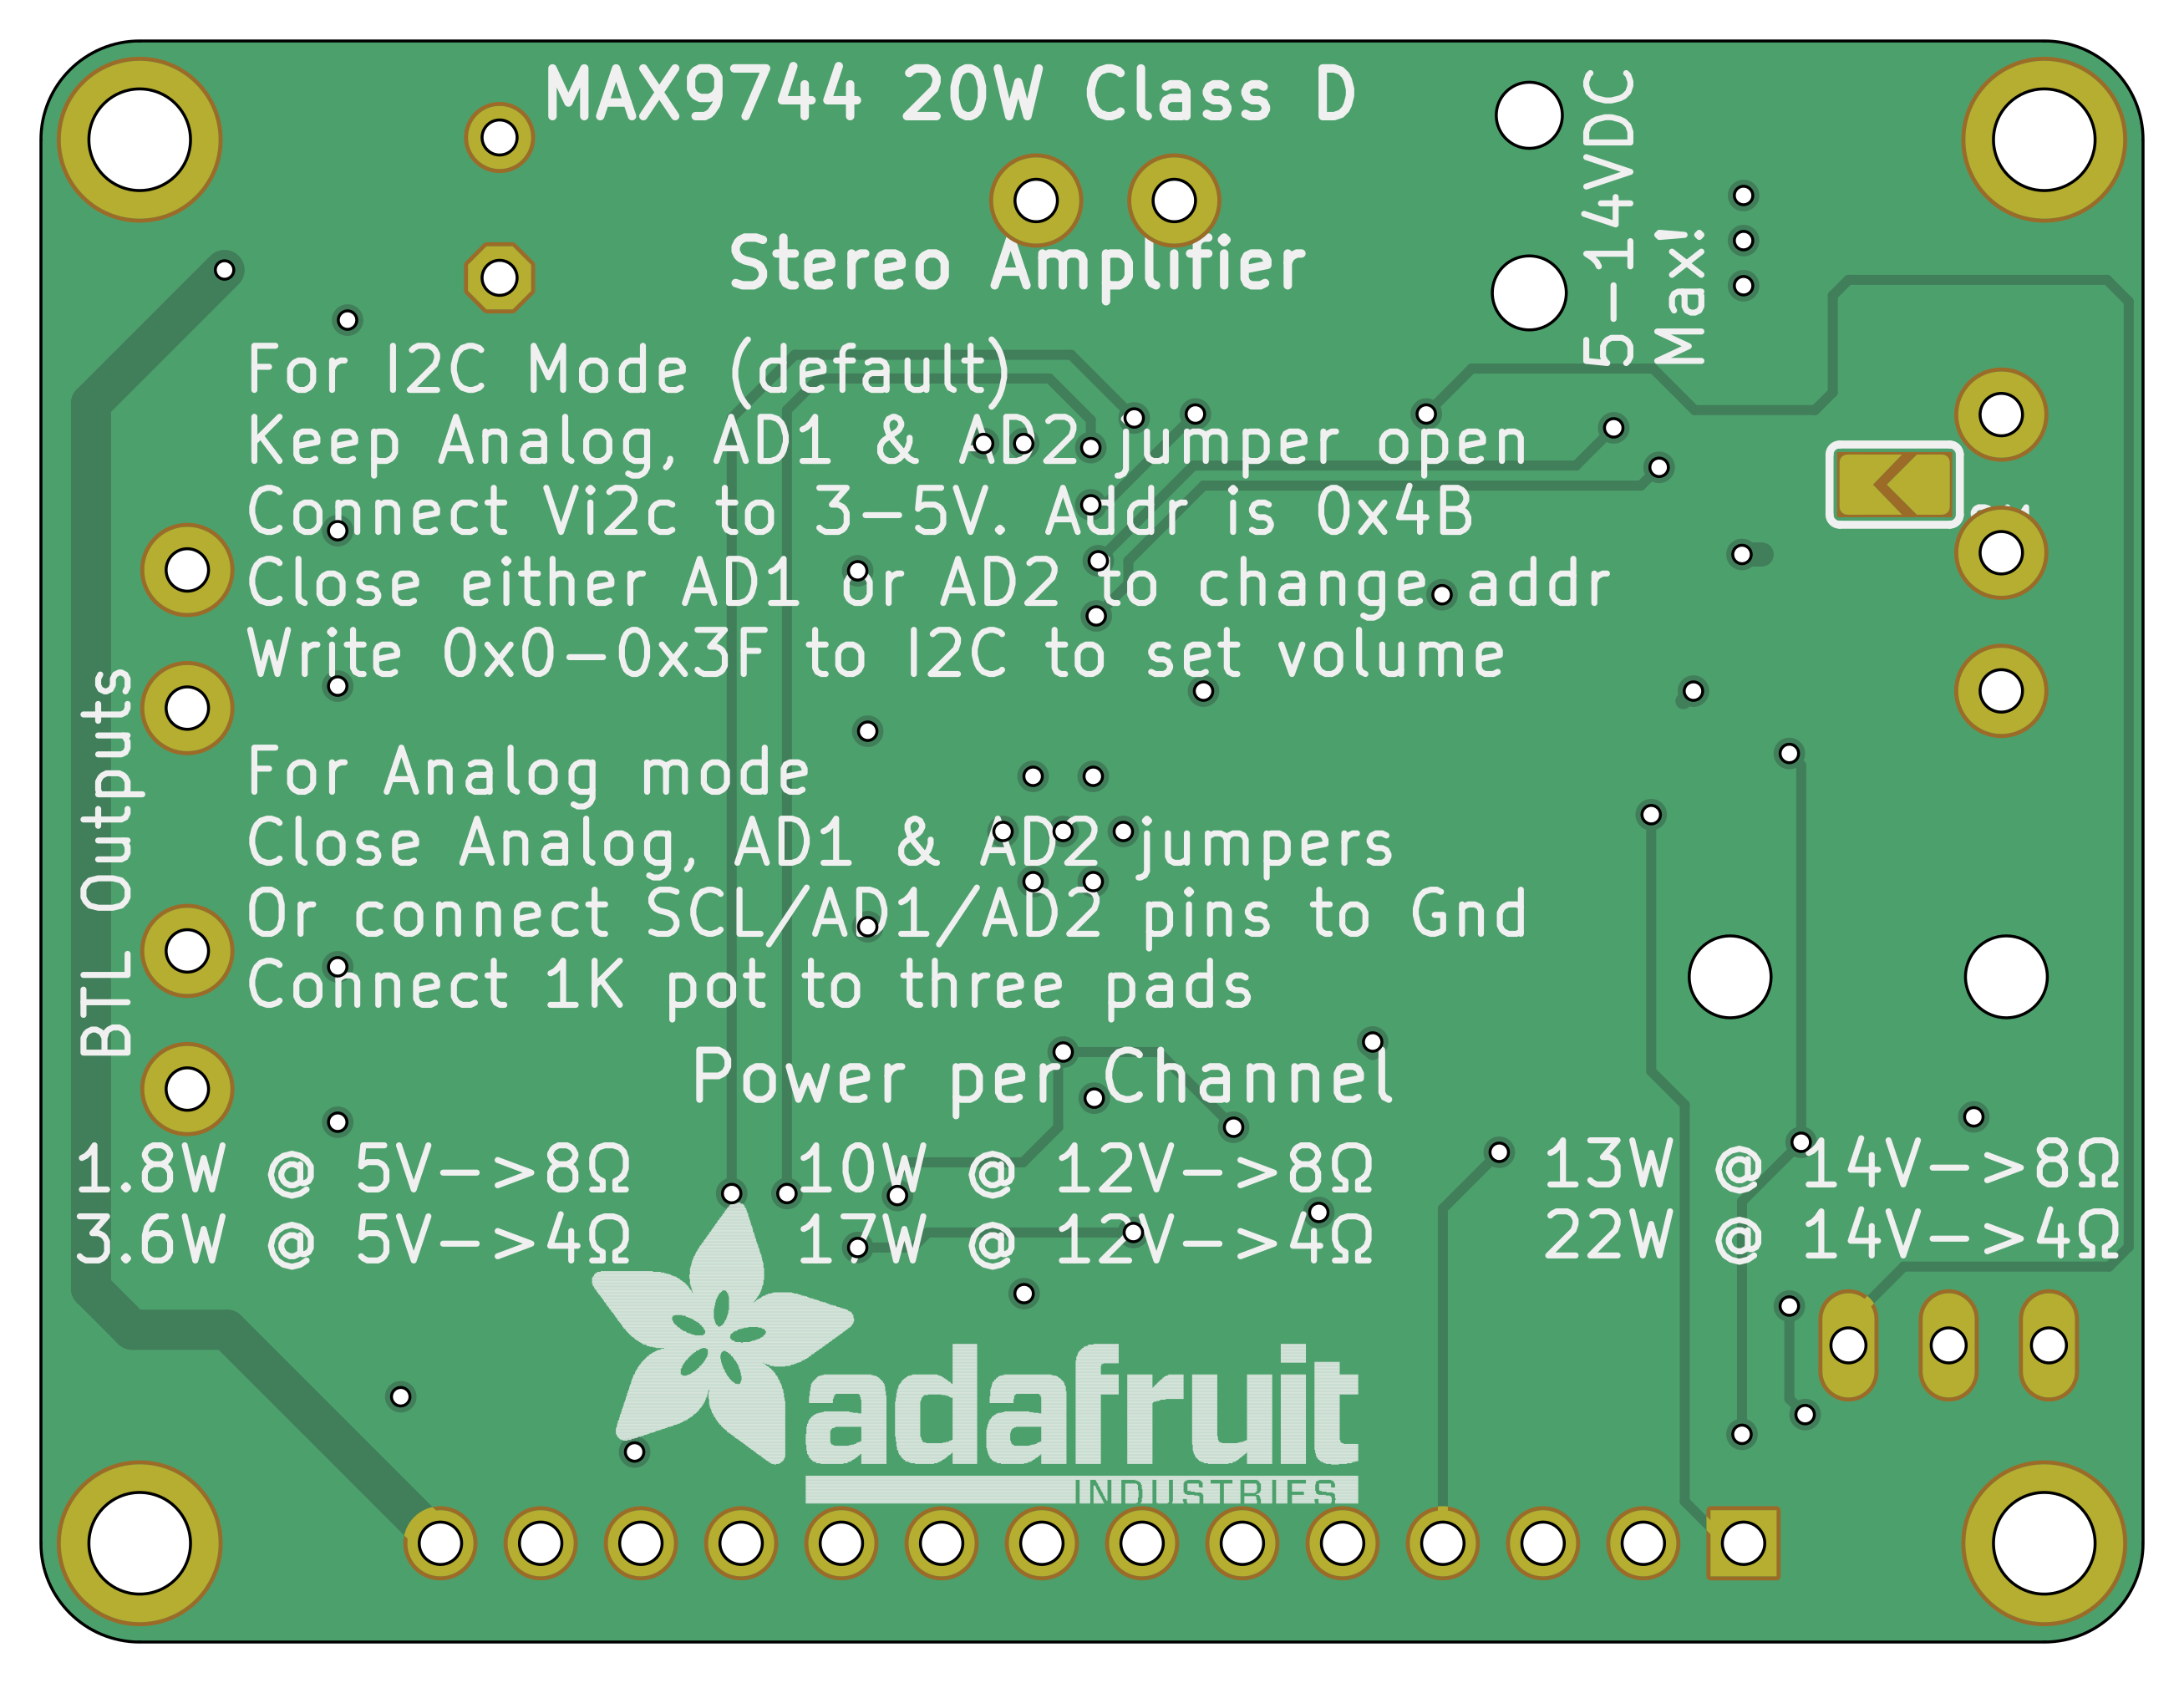 MAX9744 20W Class D
Stereo Amplifier
5-14VDC
Max!
For I2C Mode (default)
Keep Analog, AD1 & AD2 jumper open
Connect Vi2c to 3-5V. Addr is 0x4B
Close either AD1 or AD2 to change addr
Write 0x0-0x3F to I2C to set volume
BTL Outputs
For Analog mode
Close Analog, AD1 & AD2 jumpers
Or connect SCL/AD1/AD2 pins to Gnd
Connect 1K pot to three pads
Power per Channel
1.8W @ 5V->8Ω 10W @ 12V->8Ω 13W @ 14V->8Ω
3.6W @ 5V->4Ω 17W @ 12V->4Ω 22W @ 14V->4Ω
adafruit
INDUSTRIES